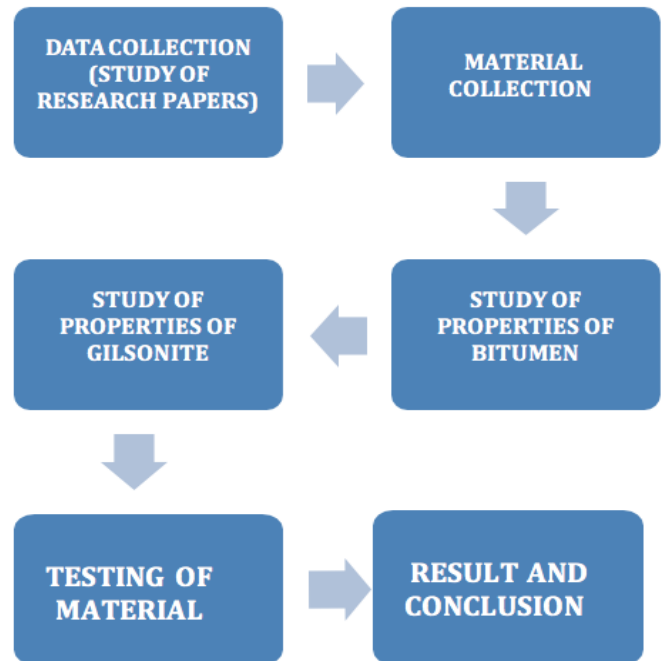 DATA COLLECTION
(STUDY OF
RESEARCH PAPERS)
MATERIAL
COLLECTION
STUDY OF
PROPERTIES OF
BITUMEN
STUDY OF
PROPERTIES OF
GILSONITE
TESTING OF
MATERIAL
RESULT AND
CONCLUSION